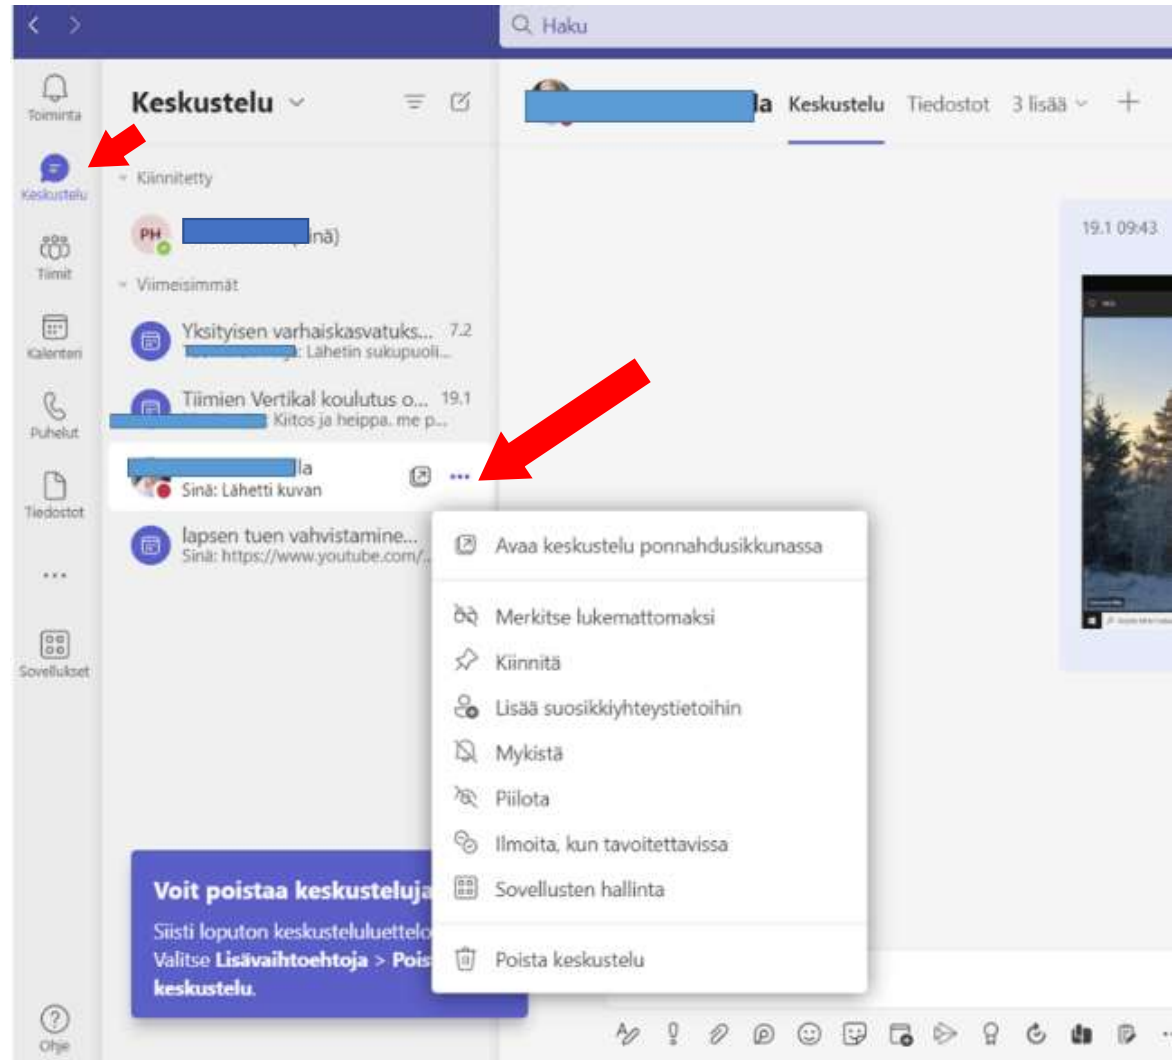 Haku
Toiminta
Keskustelu
Tiimit
Kalenteri
Puhelut
Tiedostot
Sovellukset
Ohje
Keskustelu
Kiinnitetty
PH
inä)
Viimeisimmät
Yksityisen varhaiskasvatuks... 7.2
: Lähetin sukupuoli...
Tiimien Vertikal koulutus o... 19.1
Kiitos ja heippa. me p...
la
Sinä: Lähetti kuvan
lapsen tuen vahvistamine...
Sinä: https://www.youtube.com/...
Voit poistaa keskusteluja
Siisti loputon keskusteluluettelo
Valitse Lisävaihtoehtoja > Pois
keskustelu.
la Keskustelu Tiedostot 3 lisää
19.1 09:43
Avaa keskustelu ponnahdusikkunassa
Merkitse lukemattomaksi
Kiinnitä
Lisää suosikkiyhteystietoihin
Mykistä
Piilota
Ilmoita, kun tavoitettavissa
Sovellusten hallinta
Poista keskustelu